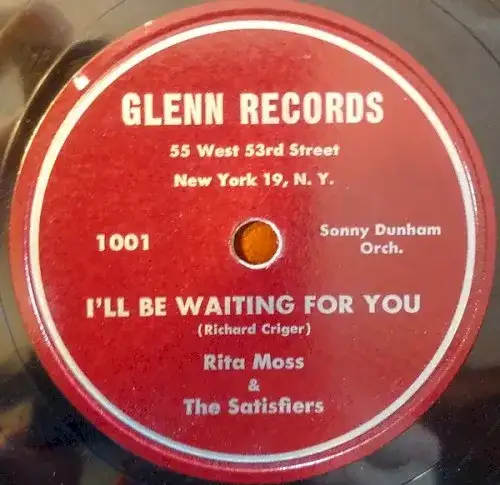 GLENN RECORDS
55 West 53rd Street
New York 19, N. Y.
1001
Sonny Dunham
Orch.
I'LL BE WAITING FOR YOU
(Richard Criger)
Rita Moss
&
The Satisfiers